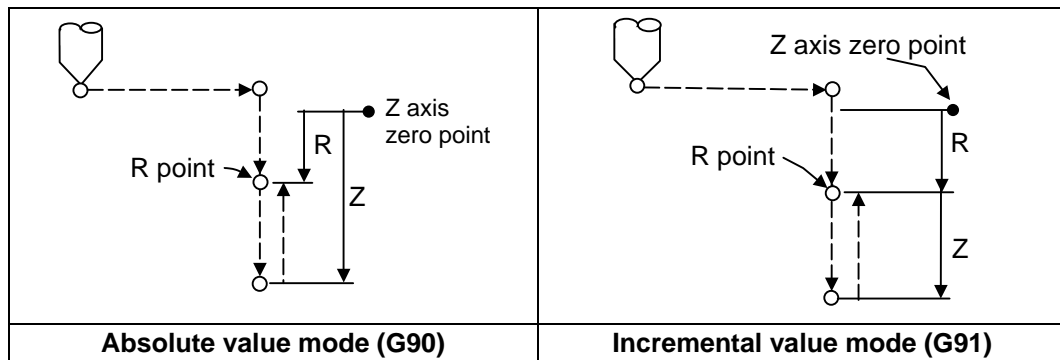 Z axis
zero point
R
R point
Z
Absolute value mode (G90)
Z axis zero point
R
R point
Z
Incremental value mode (G91)